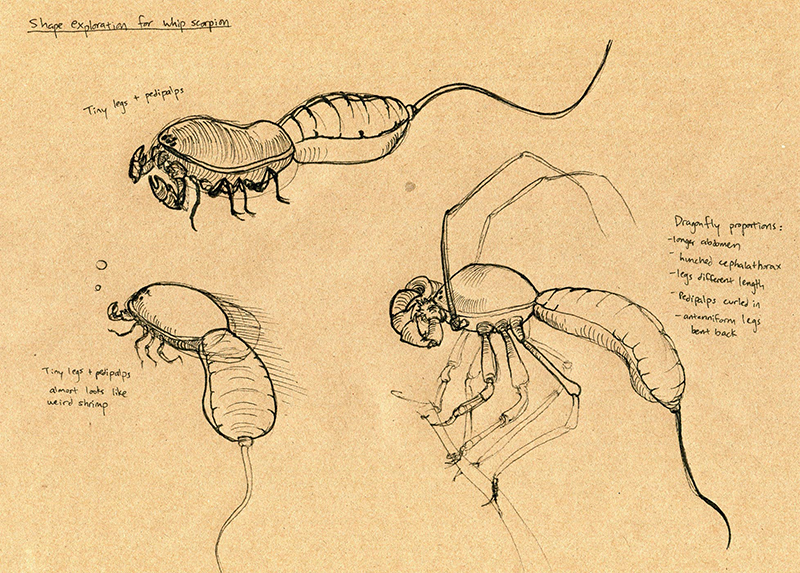 Shape exploration for whip scorpion
Tiny legs + pedipalps
Dragonfly proportions:
-longer abdomen
- hunched cephalathorax
-legs different length
- Pedipalps curled in
- antenniform legs
bent back
Tiny legs + pedipalps
almost looks like
weird shrimp